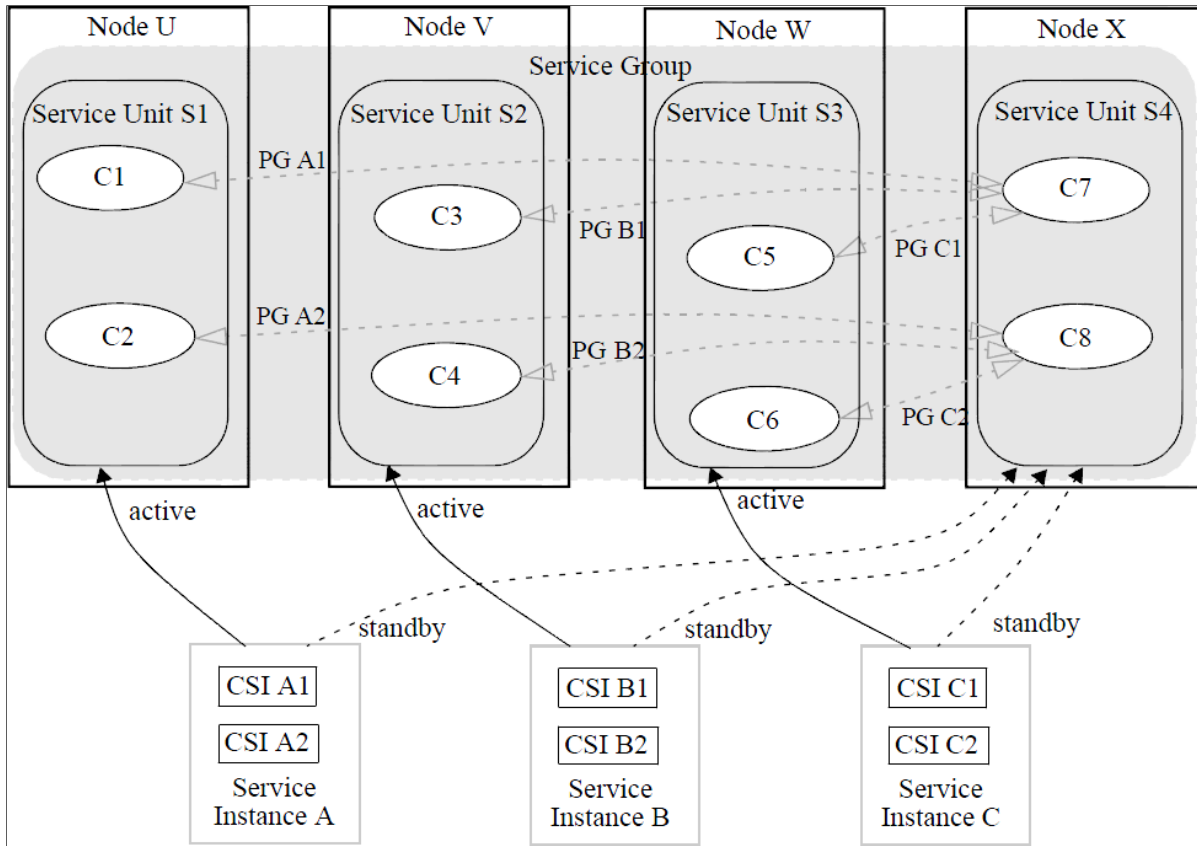 Node U
Node V
Node W
Node X
Service Group
Service Unit S1
Service Unit S2
Service Unit S3
Service Unit S4
C1
PG A1
C7
C3
PG B1
PG C1
C5
C2
PG A2
C8
PG B2
C4
C6
PG C2
active
active
active
standby
standby
standby
CSI A1
CSI B1
CSI C1
CSI A2
CSI B2
CSI C2
Service
Instance A
Service
Instance B
Service
Instance C